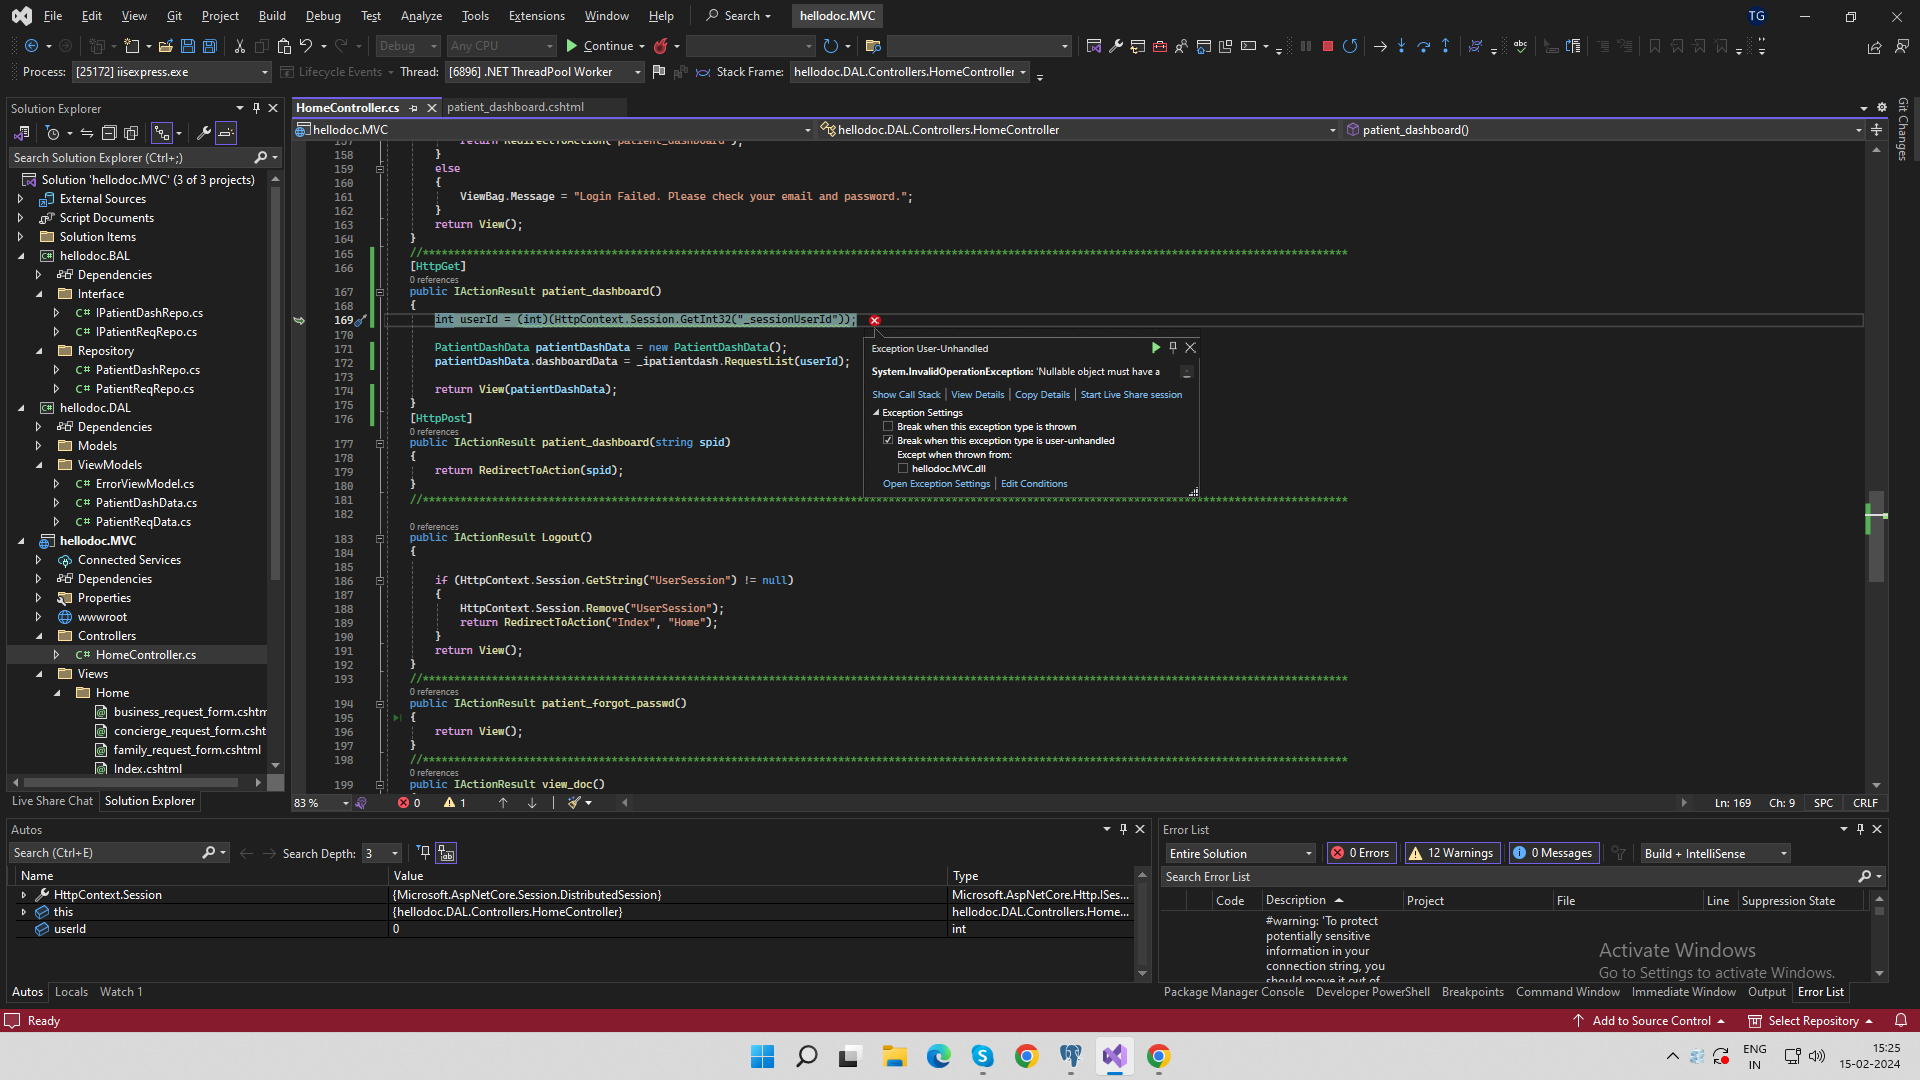 File Edit View Git Project Build Debug Test Analyze Tools Extensions Window Help Search hellodoc.MVC TG
Debug Any CPU Continue
Process: [25172] iisexpress.exe Lifecycle Events Thread: [6896] .NET ThreadPool Worker Stack Frame: hellodoc.DAL.Controllers.HomeController
Solution Explorer
Search Solution Explorer (Ctrl+;)
Solution 'hellodoc.MVC' (3 of 3 projects)
External Sources
Script Documents
Solution Items
hellodoc.BAL
Dependencies
Interface
C# IPatientDashRepo.cs
C# IPatientReqRepo.cs
Repository
C# PatientDashRepo.cs
C# PatientReqRepo.cs
hellodoc.DAL
Dependencies
Models
ViewModels
C# ErrorViewModel.cs
C# PatientDashData.cs
C# PatientReqData.cs
hellodoc.MVC
Connected Services
Dependencies
Properties
wwwroot
Controllers
C# HomeController.cs
Views
Home
business_request_form.cshtm
concierge_request_form.csht
family_request_form.cshtml
Index.cshtml
Live Share Chat Solution Explorer
HomeController.cs patient_dashboard.cshtml
hellodoc.MVC hellodoc.DAL.Controllers.HomeController patient_dashboard()
157 return RedirectToAction("patient_dashboard");
158 }
159 else
160 {
161 ViewBag.Message = "Login Failed. Please check your email and password.";
162 }
163 return View();
164 }
165 //****************************************************************************************************************************************************
166 [HttpGet]
0 references
167 public IActionResult patient_dashboard()
168 {
169 int userId = (int)(HttpContext.Session.GetInt32("_sessionUserId"));
170
171 PatientDashData patientDashData = new PatientDashData();
172 patientDashData.dashboardData = _ipatientdash.RequestList(userId);
173
174 return View(patientDashData);
175 }
176 [HttpPost]
0 references
177 public IActionResult patient_dashboard(string spid)
178 {
179 return RedirectToAction(spid);
180 }
181 //****************************************************************************************************************************************************
182
0 references
183 public IActionResult Logout()
184 {
185
186 if (HttpContext.Session.GetString("UserSession") != null)
187 {
188 HttpContext.Session.Remove("UserSession");
189 return RedirectToAction("Index", "Home");
190 }
191 return View();
192 }
193 //****************************************************************************************************************************************************
0 references
194 public IActionResult patient_forgot_passwd()
195 {
196 return View();
197 }
198 //****************************************************************************************************************************************************
0 references
199 public IActionResult view_doc()
Exception User-Unhandled
System.InvalidOperationException: 'Nullable object must have a
Show Call Stack | View Details | Copy Details | Start Live Share session
Exception Settings
Break when this exception type is thrown
Break when this exception type is user-unhandled
Except when thrown from:
hellodoc.MVC.dll
Open Exception Settings | Edit Conditions
83 % 0 1 Ln: 169 Ch: 9 SPC CRLF
Git Changes
Autos
Search (Ctrl+E) Search Depth: 3
Name Value Type
HttpContext.Session {Microsoft.AspNetCore.Session.DistributedSession} Microsoft.AspNetCore.Http.ISes...
this {hellodoc.DAL.Controllers.HomeController} hellodoc.DAL.Controllers.Home...
userId 0 int
Autos Locals Watch 1
Error List
Entire Solution 0 Errors 12 Warnings 0 Messages Build + IntelliSense
Search Error List
Code Description Project File Line Suppression State
#warning: 'To protect
potentially sensitive
information in your
connection string, you
should move it out of
Activate Windows
Go to Settings to activate Windows.
Package Manager Console Developer PowerShell Breakpoints Command Window Immediate Window Output Error List
Ready Add to Source Control Select Repository
ENG
IN
15:25
15-02-2024